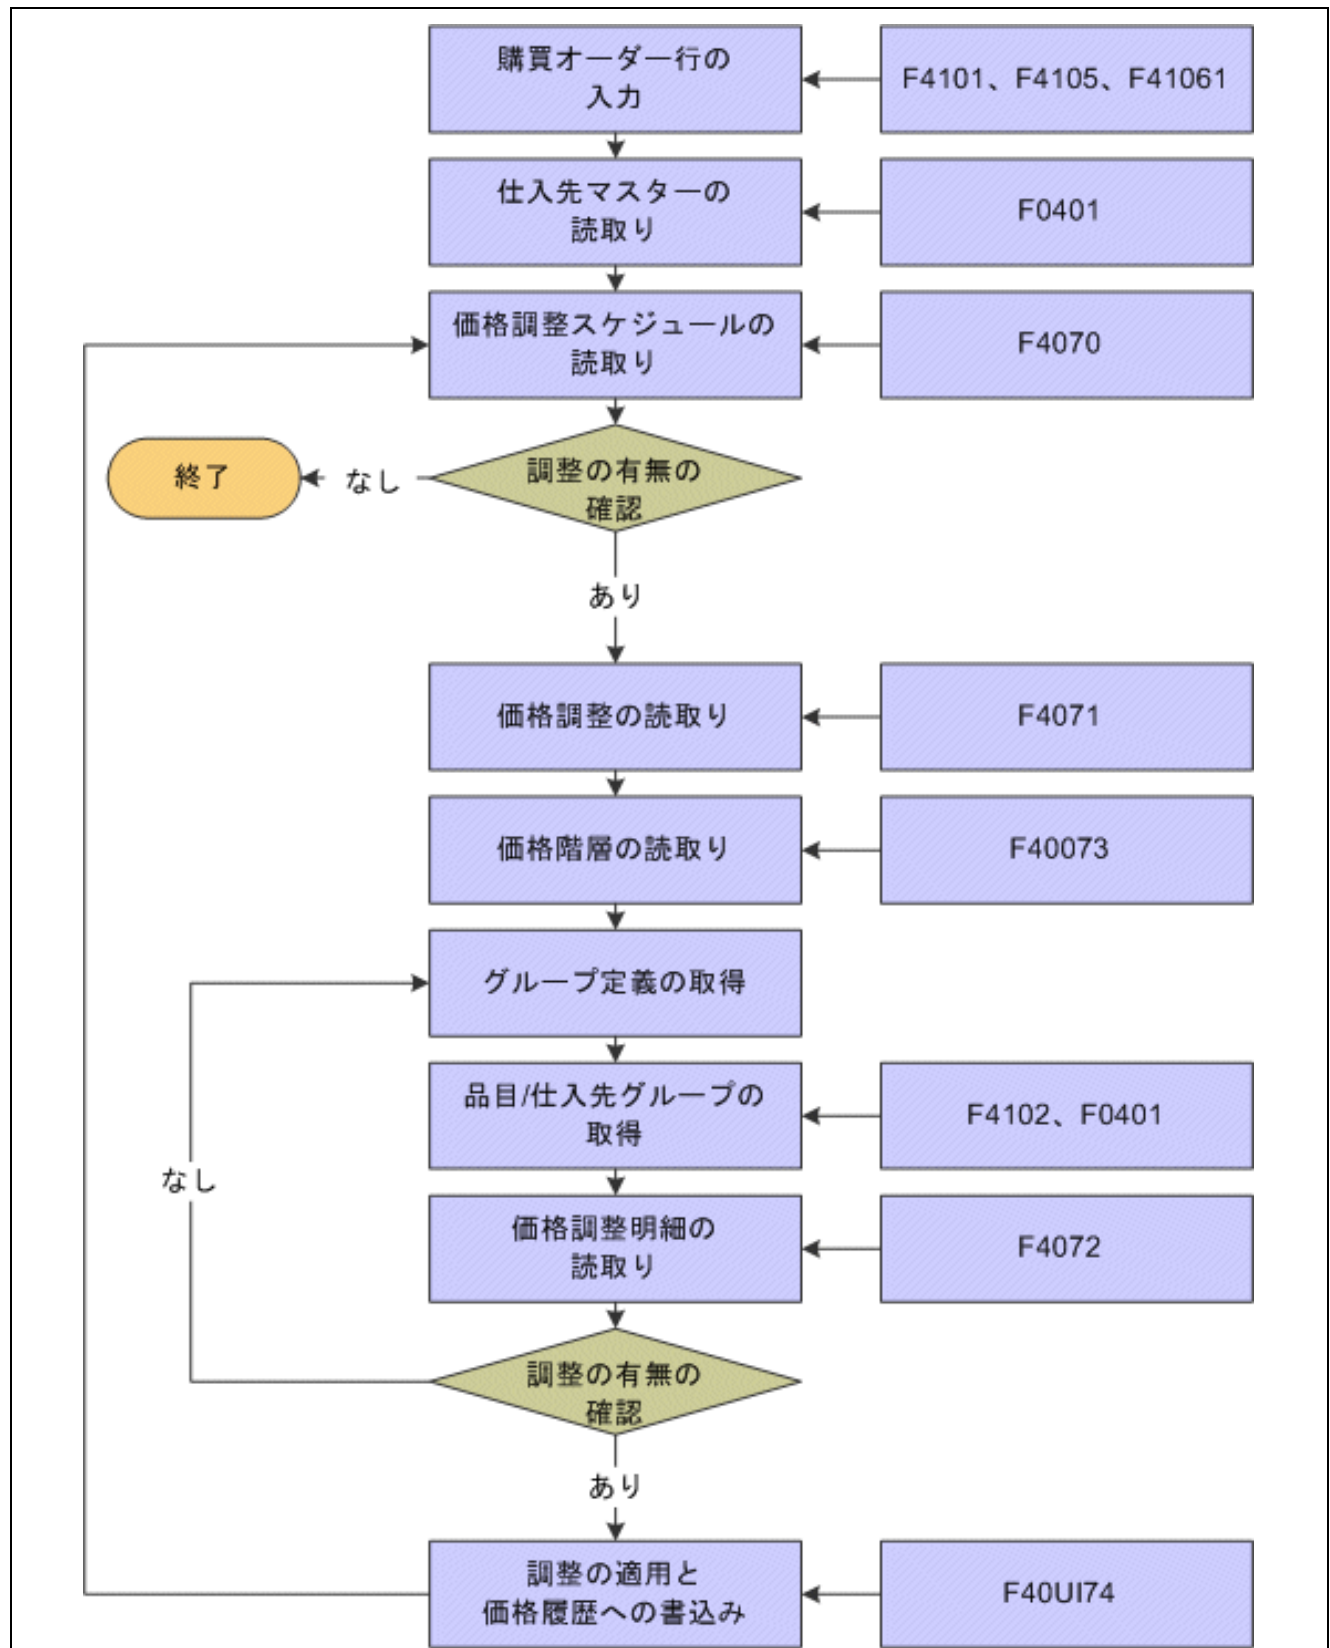 購買オーダー行の
入力
F4101、F4105、F41061
仕入先マスターの
読取り
F0401
価格調整スケジュールの
読取り
F4070
終了
なし
調整の有無の
確認
あり
価格調整の読取り
F4071
価格階層の読取り
F40073
グループ定義の取得
品目/仕入先グループの
取得
F4102、F0401
なし
価格調整明細の
読取り
F4072
調整の有無の
確認
あり
調整の適用と
価格履歴への書込み
F40UI74